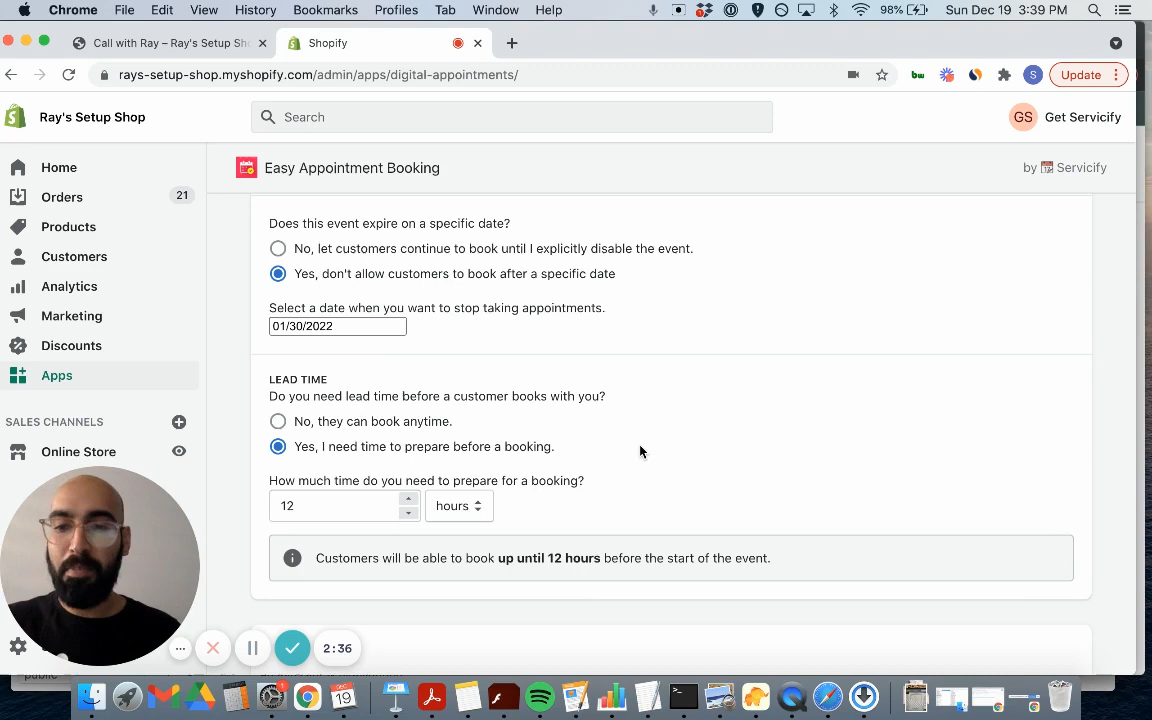 Chrome File Edit View History Bookmarks Profiles Tab Window Help 98% Sun Dec 19 3:39 PM
Call with Ray – Ray's Setup Sh
Shopify
rays-setup-shop.myshopify.com/admin/apps/digital-appointments/
bw
S
Update
Ray's Setup Shop
Search
GS Get Servicify
Home
Orders 21
Products
Customers
Analytics
Marketing
Discounts
Apps
SALES CHANNELS
Online Store
Easy Appointment Booking
by Servicify
Does this event expire on a specific date?
No, let customers continue to book until I explicitly disable the event.
Yes, don't allow customers to book after a specific date
Select a date when you want to stop taking appointments.
01/30/2022
LEAD TIME
Do you need lead time before a customer books with you?
No, they can book anytime.
Yes, I need time to prepare before a booking.
How much time do you need to prepare for a booking?
12 hours
Customers will be able to book up until 12 hours before the start of the event.
2:36
public